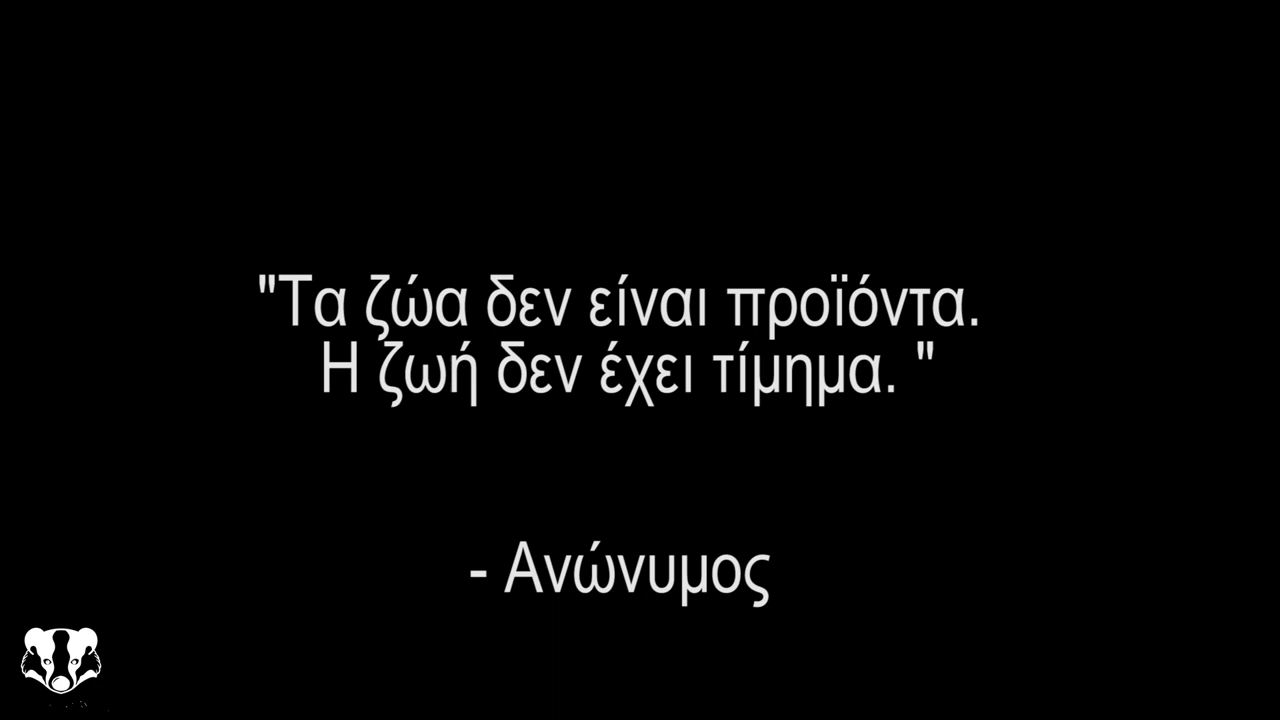 "Τα ζώα δεν είναι προϊόντα.
Η ζωή δεν έχει τίμημα. "
- Ανώνυμος